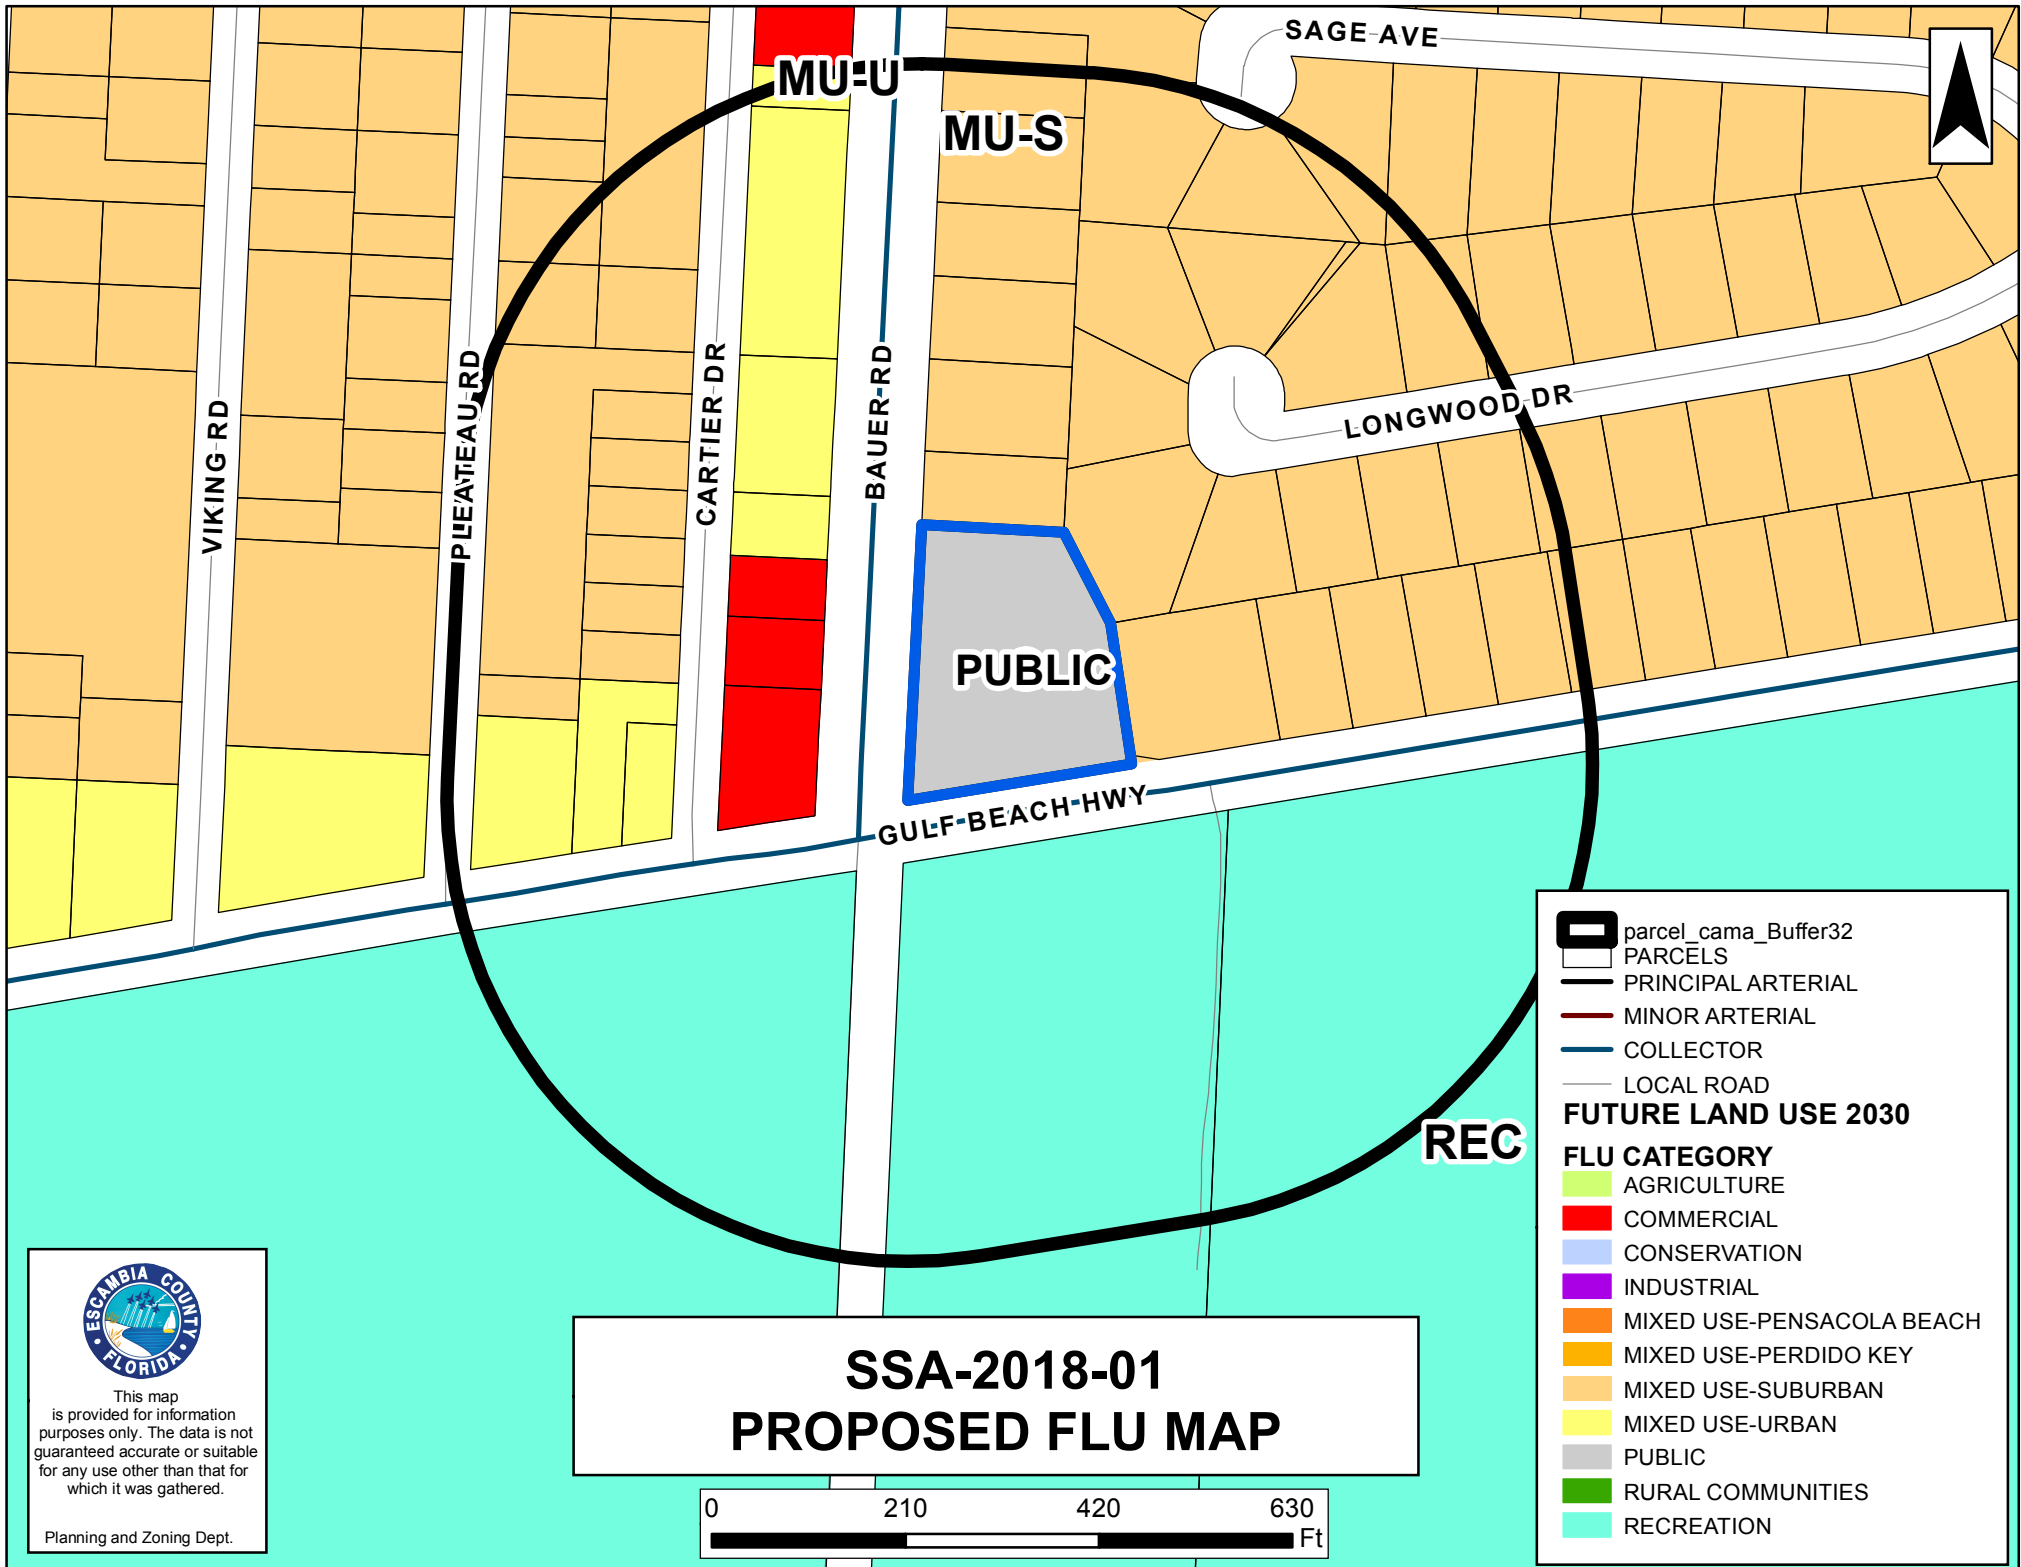 SAGE AVE
MU-U
MU-S
VIKING RD
PLEATEAU RD
CARTIER DR
BAUER RD
LONGWOOD DR
PUBLIC
GULF BEACH HWY
REC
parcel_cama_Buffer32
PARCELS
PRINCIPAL ARTERIAL
MINOR ARTERIAL
COLLECTOR
LOCAL ROAD
FUTURE LAND USE 2030
FLU CATEGORY
AGRICULTURE
COMMERCIAL
CONSERVATION
INDUSTRIAL
MIXED USE-PENSACOLA BEACH
MIXED USE-PERDIDO KEY
MIXED USE-SUBURBAN
MIXED USE-URBAN
PUBLIC
RURAL COMMUNITIES
RECREATION
ESCAMBIA COUNTY
FLORIDA
This map
is provided for information
purposes only. The data is not
guaranteed accurate or suitable
for any use other than that for
which it was gathered.
Planning and Zoning Dept.
SSA-2018-01
PROPOSED FLU MAP
0 210 420 630
Ft